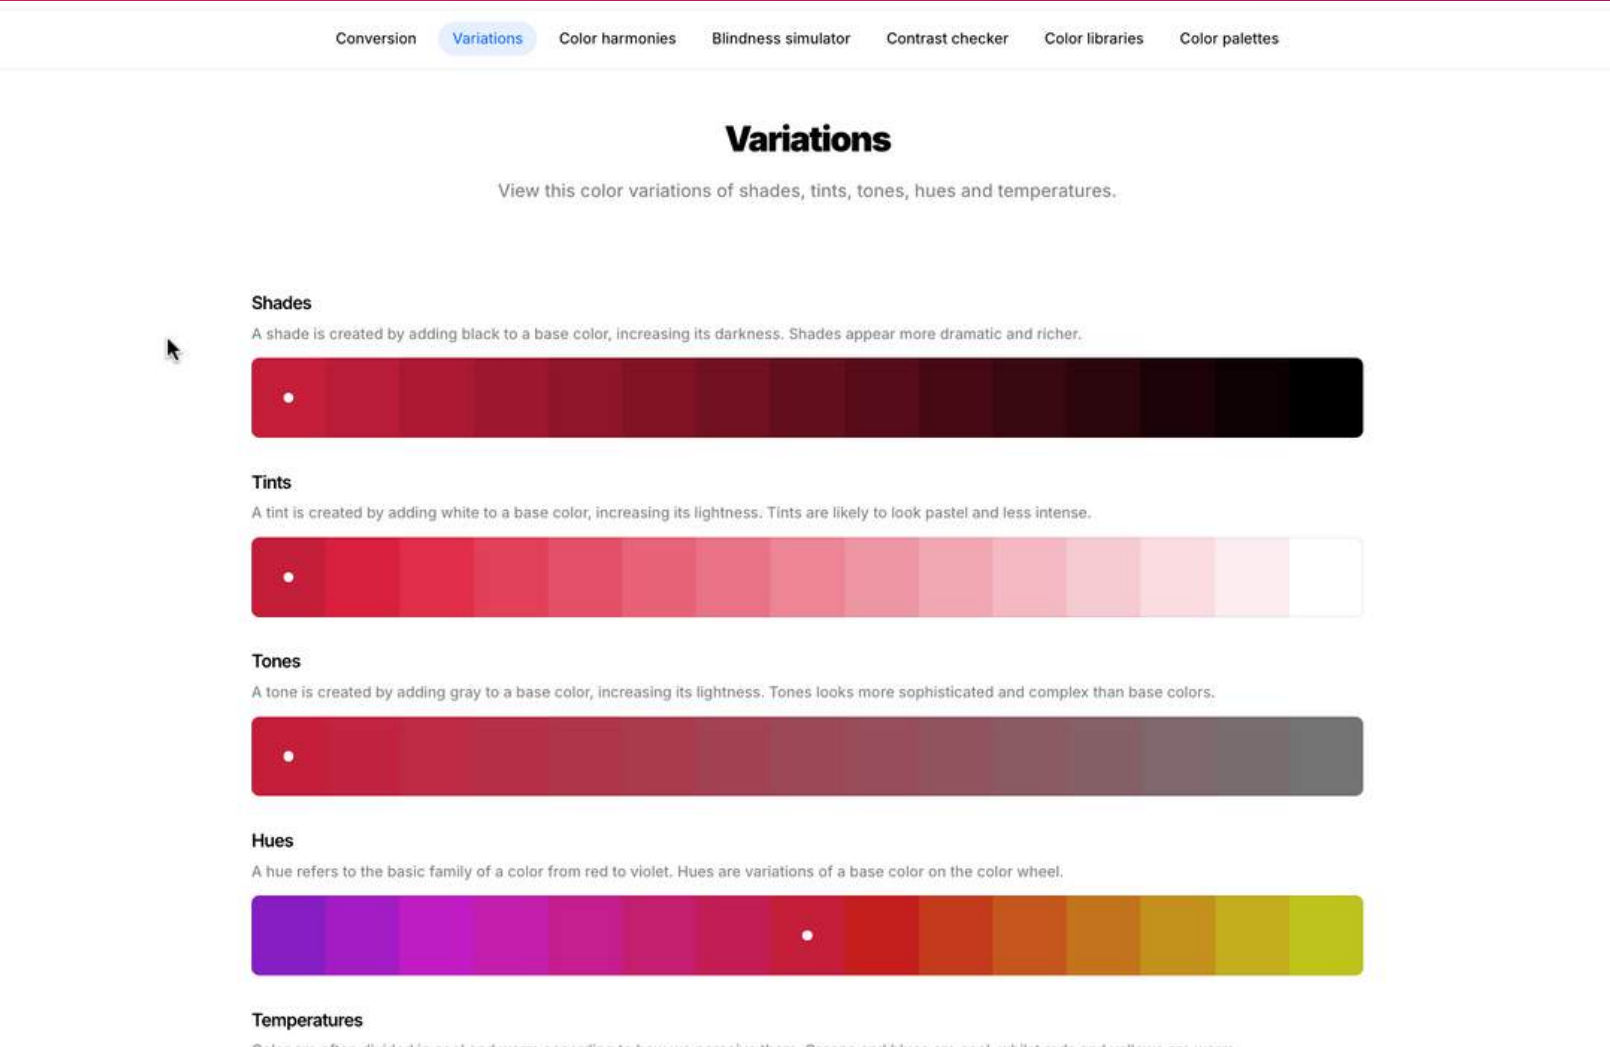 Conversion Variations Color harmonies Blindness simulator Contrast checker Color libraries Color palettes
Variations
View this color variations of shades, tints, tones, hues and temperatures.
Shades
A shade is created by adding black to a base color, increasing its darkness. Shades appear more dramatic and richer.
Tints
A tint is created by adding white to a base color, increasing its lightness. Tints are likely to look pastel and less intense.
Tones
A tone is created by adding gray to a base color, increasing its lightness. Tones looks more sophisticated and complex than base colors.
Hues
A hue refers to the basic family of a color from red to violet. Hues are variations of a base color on the color wheel.
Temperatures